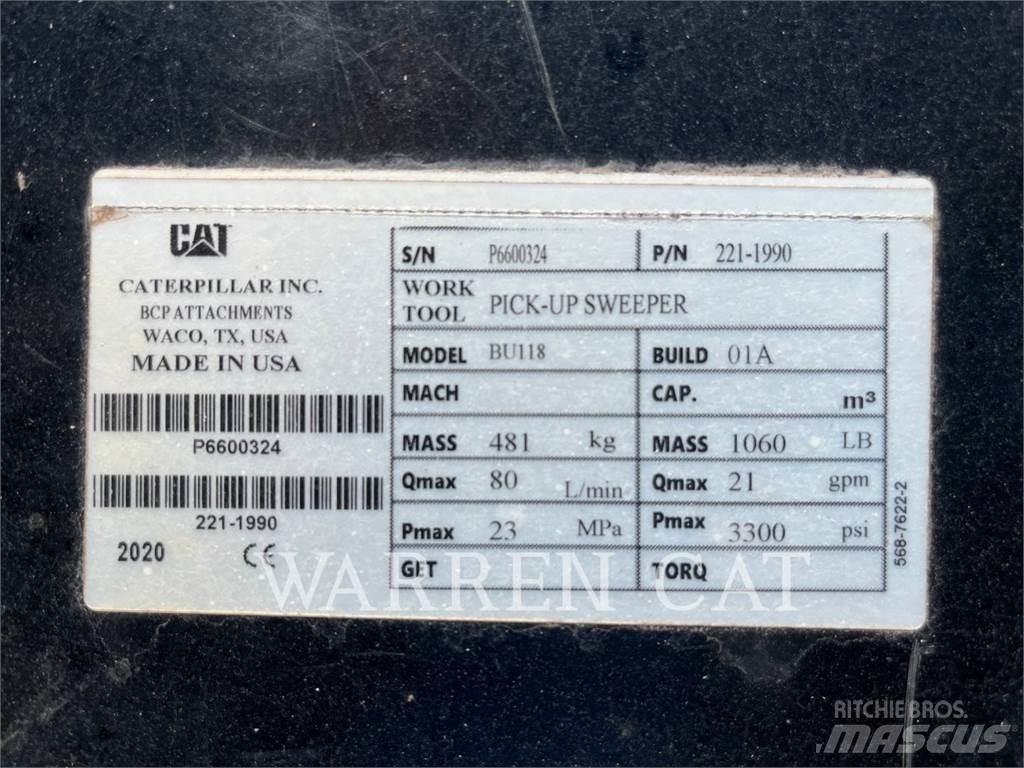 CAT
CATERPILLAR INC.
BCP ATTACHMENTS
WACO, TX, USA
MADE IN USA
P6600324
221-1990
2020 CE
S/N P6600324 P/N 221-1990
WORK TOOL PICK-UP SWEEPER
MODEL BU118 BUILD 01A
MACH CAP. m³
MASS 481 kg MASS 1060 LB
Qmax 80 L/min Qmax 21 gpm
Pmax 23 MPa Pmax 3300 psi
GET TORQ
568-7622-2
WARREN CAT
RITCHIE BROS.
MASCUS